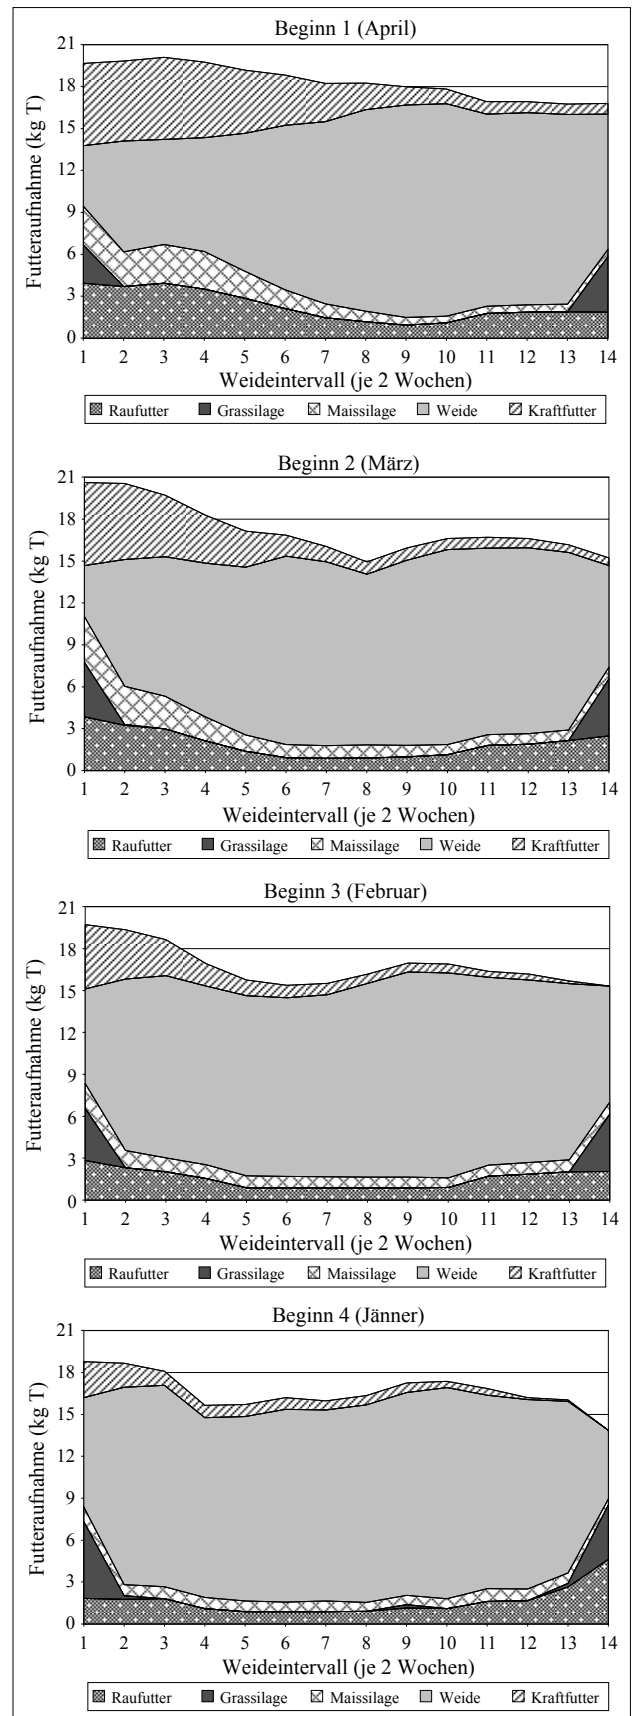 Beginn 1 (April)
Futteraufnahme (kg T)
21
18
15
12
9
6
3
0
1 2 3 4 5 6 7 8 9 10 11 12 13 14
Weideintervall (je 2 Wochen)
Raufutter Grassilage Maissilage Weide Kraftfutter
Beginn 2 (März)
Futteraufnahme (kg T)
21
18
15
12
9
6
3
0
1 2 3 4 5 6 7 8 9 10 11 12 13 14
Weideintervall (je 2 Wochen)
Raufutter Grassilage Maissilage Weide Kraftfutter
Beginn 3 (Februar)
Futteraufnahme (kg T)
21
18
15
12
9
6
3
0
1 2 3 4 5 6 7 8 9 10 11 12 13 14
Weideintervall (je 2 Wochen)
Raufutter Grassilage Maissilage Weide Kraftfutter
Beginn 4 (Jänner)
Futteraufnahme (kg T)
21
18
15
12
9
6
3
0
1 2 3 4 5 6 7 8 9 10 11 12 13 14
Weideintervall (je 2 Wochen)
Raufutter Grassilage Maissilage Weide Kraftfutter